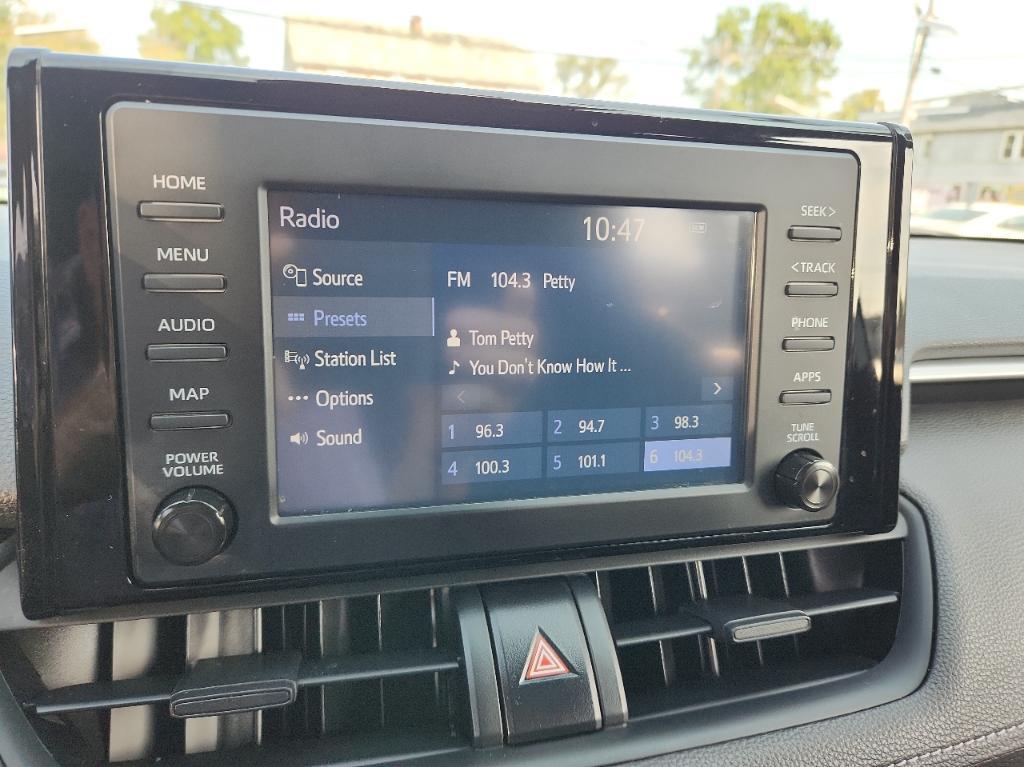 HOME
MENU
AUDIO
MAP
POWER
VOLUME
Radio
10:47
Source
Presets
Station List
Options
Sound
FM 104.3 Petty
Tom Petty
You Don't Know How It ...
<
>
1 96.3
2 94.7
3 98.3
4 100.3
5 101.1
6 104.3
SEEK >
< TRACK
PHONE
APPS
TUNE
SCROLL